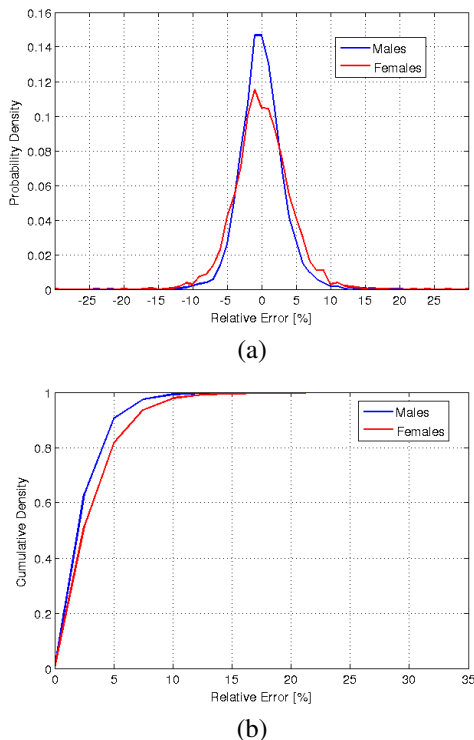 0.16
0.14
0.12
0.1
0.08
0.06
0.04
0.02
0
Probability Density
Males
Females
-25 -20 -15 -10 -5 0 5 10 15 20 25
Relative Error [%]
(a)
1
0.8
0.6
0.4
0.2
0
Cumulative Density
Males
Females
0 5 10 15 20 25 30 35
Relative Error [%]
(b)